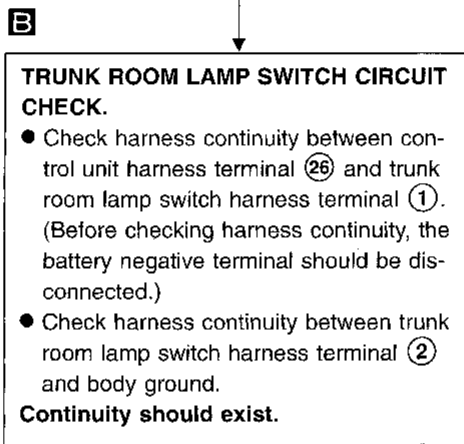 B
TRUNK ROOM LAMP SWITCH CIRCUIT
CHECK.
● Check harness continuity between con-
trol unit harness terminal ㉖ and trunk
room lamp switch harness terminal ①.
(Before checking harness continuity, the
battery negative terminal should be dis-
connected.)
● Check harness continuity between trunk
room lamp switch harness terminal ②
and body ground.
Continuity should exist.